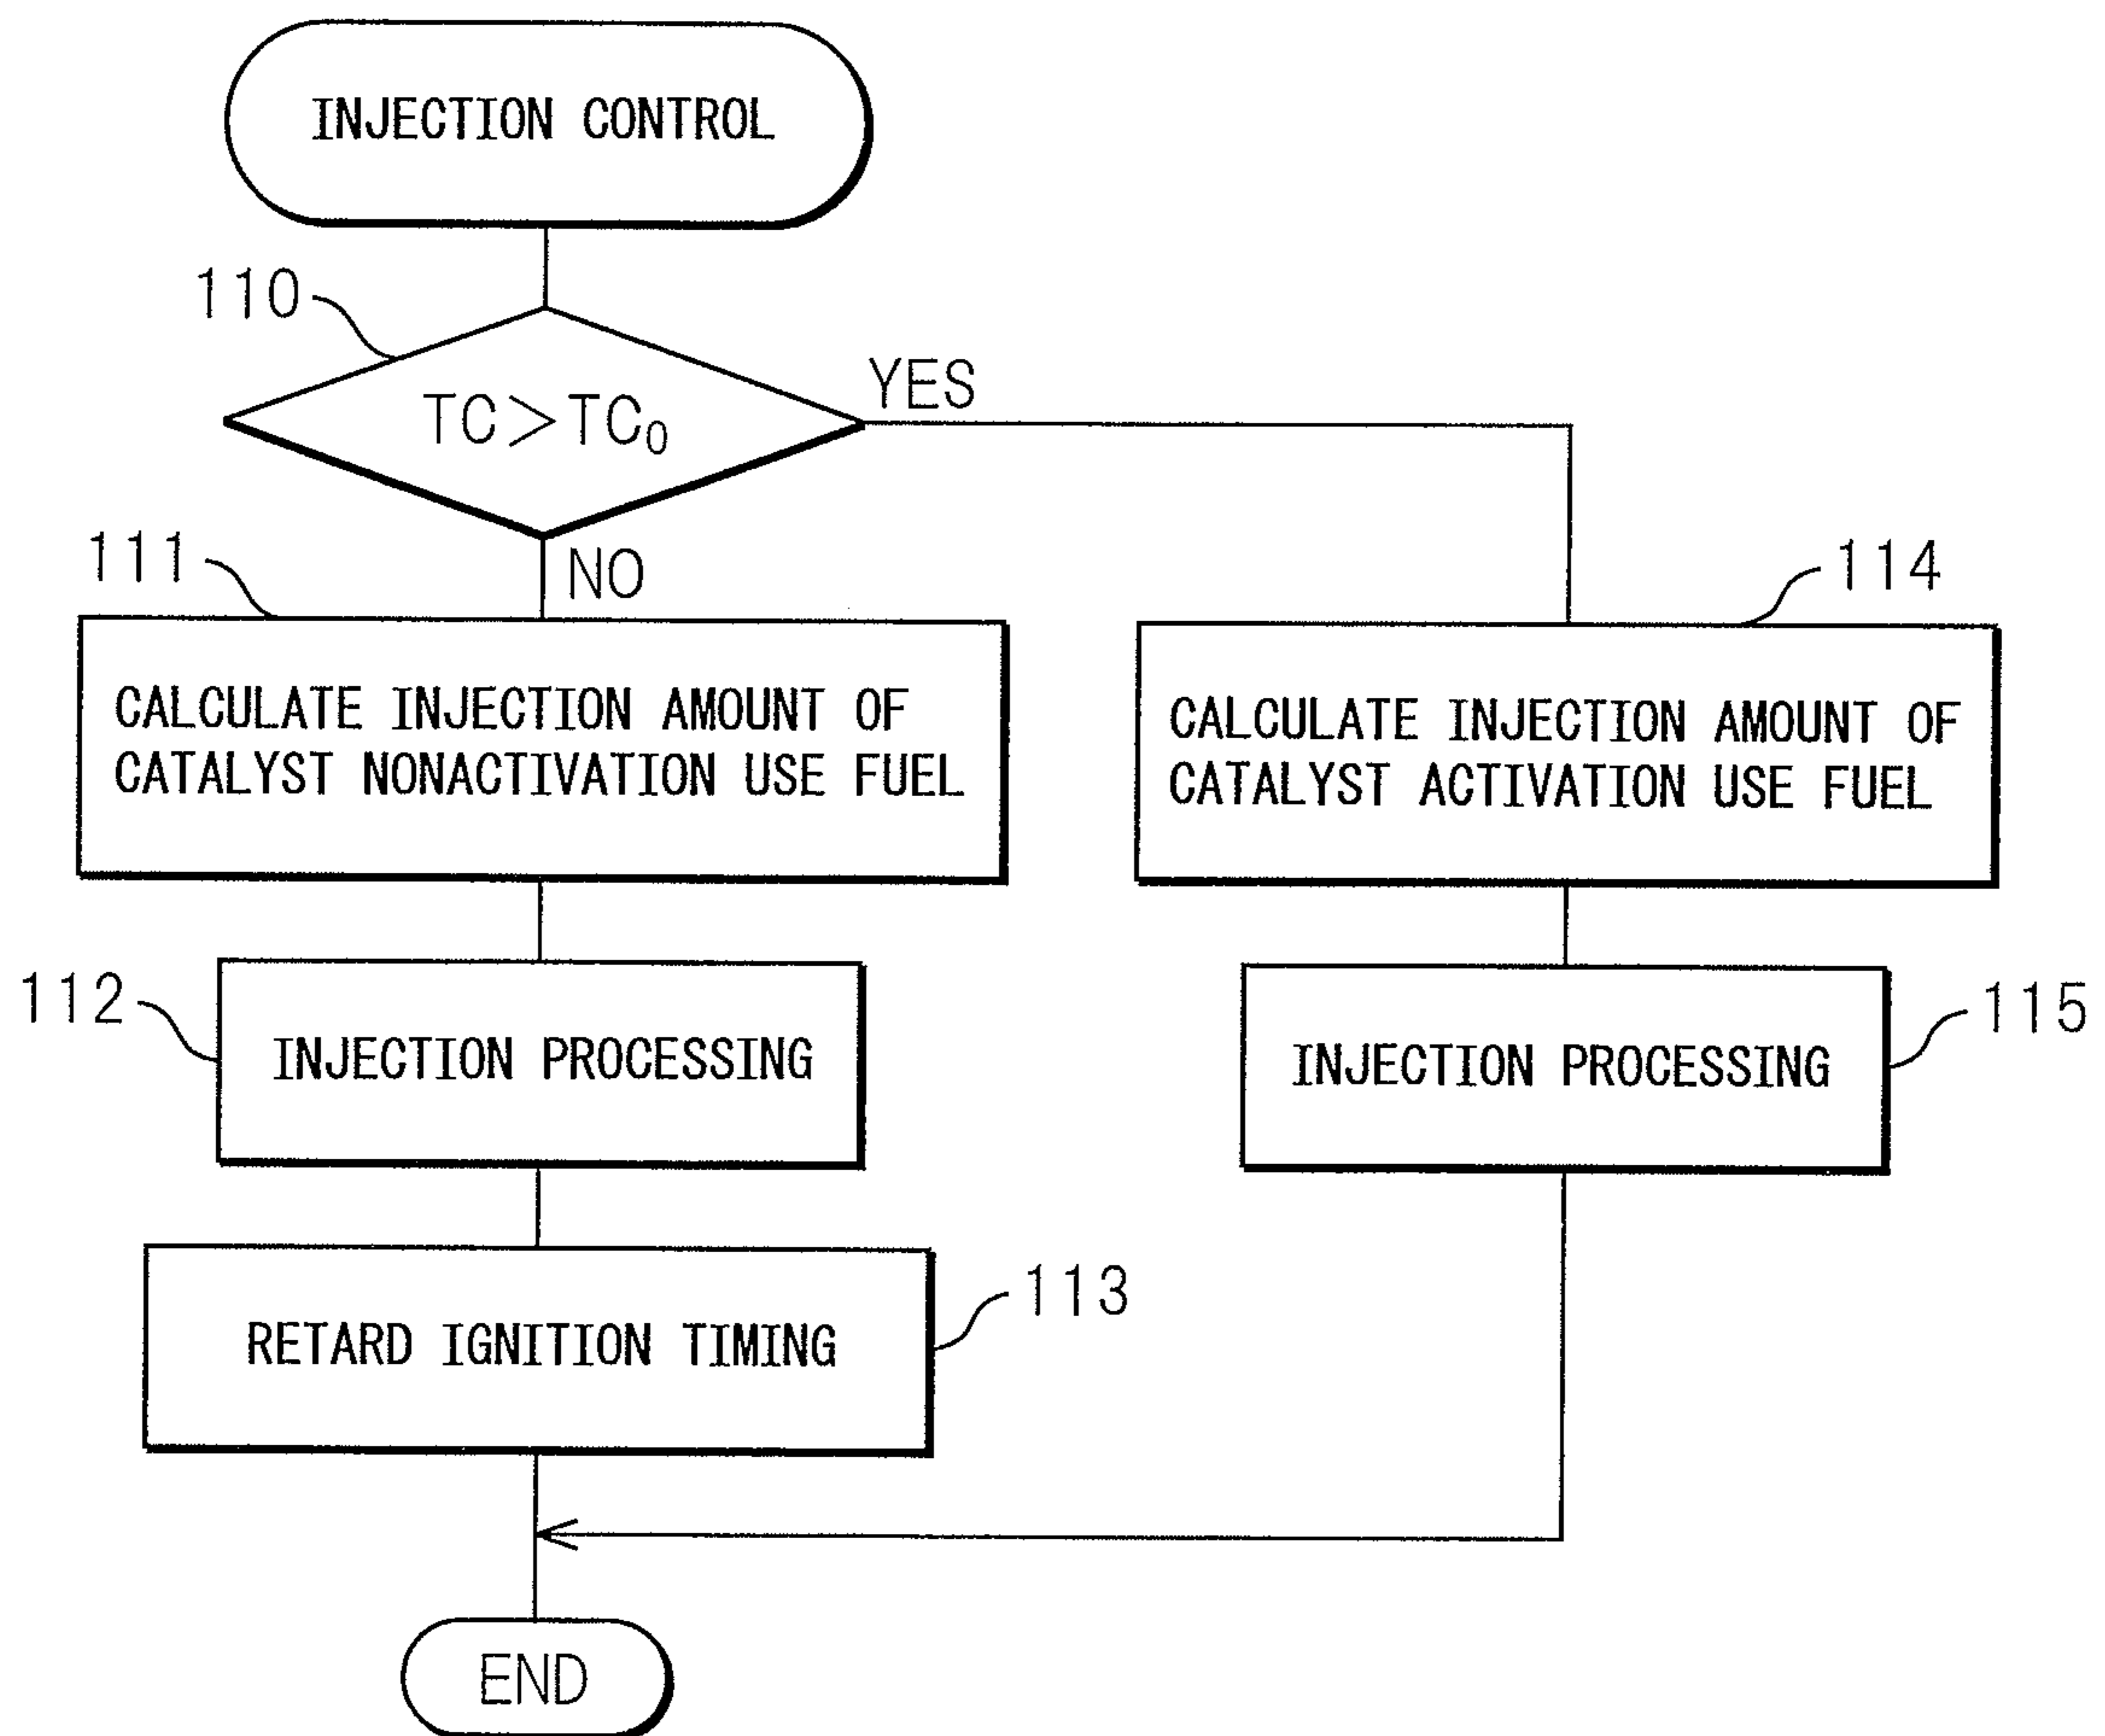 INJECTION CONTROL
110
TC>TC₀
YES
NO
111
CALCULATE INJECTION AMOUNT OF
CATALYST NONACTIVATION USE FUEL
114
CALCULATE INJECTION AMOUNT OF
CATALYST ACTIVATION USE FUEL
112
INJECTION PROCESSING
INJECTION PROCESSING
115
RETARD IGNITION TIMING
113
END